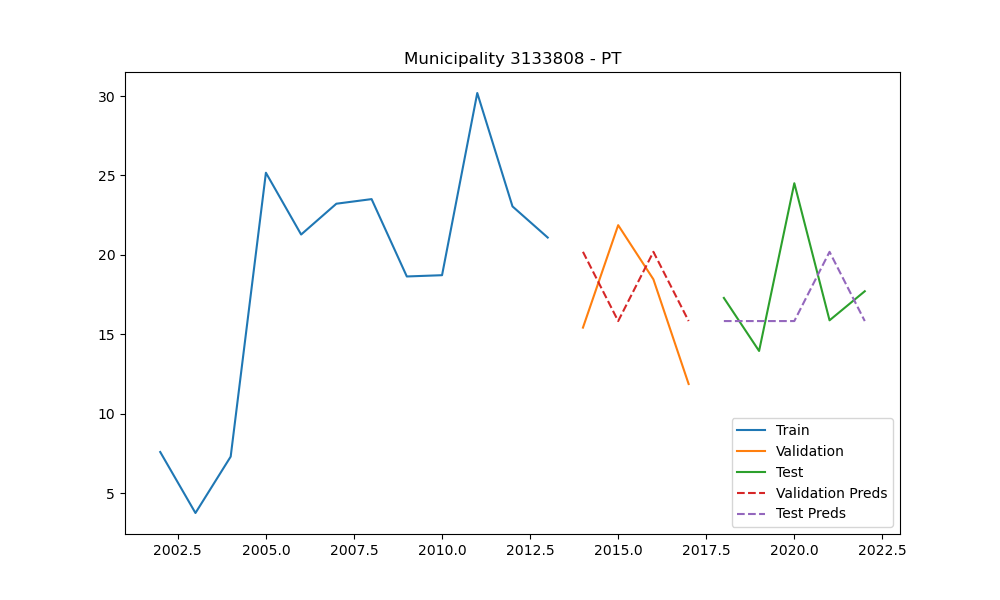 Municipality 3133808 - PT
30
25
20
15
10
5
2002.5 2005.0 2007.5 2010.0 2012.5 2015.0 2017.5 2020.0 2022.5
Train
Validation
Test
Validation Preds
Test Preds